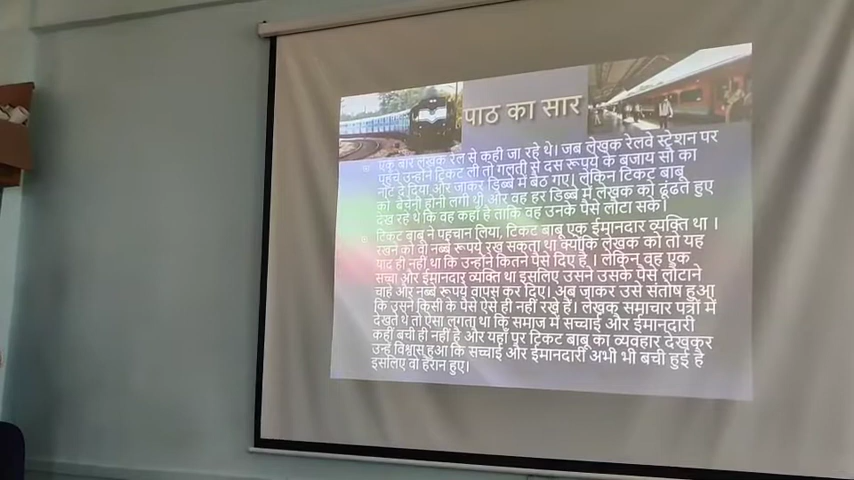 पाठ का सार
एक बार लेखक रेल से कही जा रहे थे। जब लेखक रेलवे स्टेशन पर
पहुंचे उन्होंने टिकट ली तो गलती से दस रूपये के बजाय सौ का
नोट दे दिया और जाकर डिब्बे में बैठ गए। लेकिन टिकट बाबू
को बेचैनी होनी लगी थी और वह हर डिब्बे में लेखक को ढूंढते हुए
देख रहे थे कि वह कहाँ है ताकि वह उनके पैसे लौटा सके।
टिकट बाबू ने पहचान लिया, टिकट बाबू एक ईमानदार व्यक्ति था।
रखने को वो नब्बे रूपये रख सकता था क्योंकि लेखक को तो यह
याद ही नहीं था कि उन्होंने कितने पैसे दिए है । लेकिन वह एक
सच्चा और ईमानदार व्यक्ति था इसलिए उसने उसके पैसे लौटाने
चाहे और नब्बे रूपये वापस कर दिए। अब जाकर उसे संतोष हुआ
कि उसने किसी के पैसे ऐसे ही नहीं रखे हैं। लेखक समाचार पत्रों में
देखते थे तो ऐसा लगता था कि समाज में सच्चाई और ईमानदारी
कहीं बची ही नहीं है और यहाँ पर टिकट बाबू का व्यवहार देखकर
उन्हें विश्वास हुआ कि सच्चाई और ईमानदारी अभी भी बची हुई है
इसलिए वो हैरान हुए।